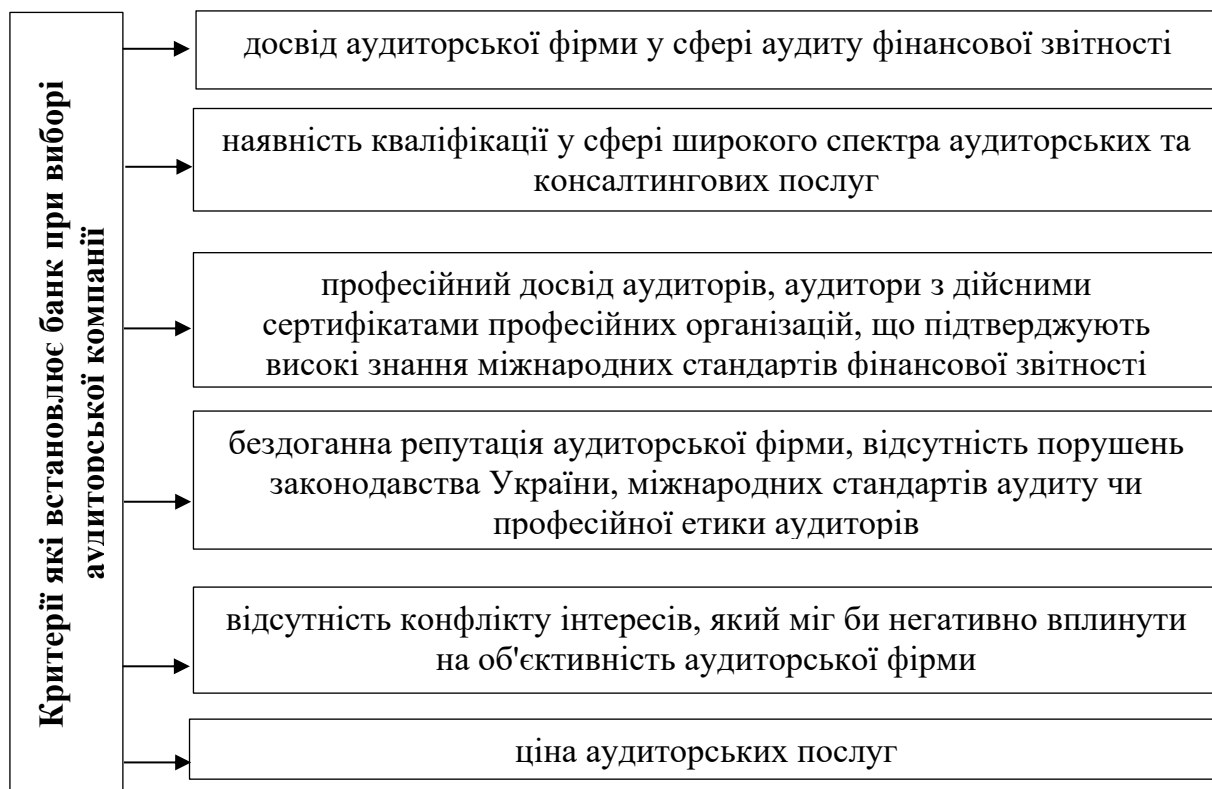 Критерії які встановлює банк при виборі
аудиторської компанії
досвід аудиторської фірми у сфері аудиту фінансової звітності
наявність кваліфікації у сфері широкого спектра аудиторських та
консалтингових послуг
професійний досвід аудиторів, аудитори з дійсними
сертифікатами професійних організацій, що підтверджують
високі знання міжнародних стандартів фінансової звітності
бездоганна репутація аудиторської фірми, відсутність порушень
законодавства України, міжнародних стандартів аудиту чи
професійної етики аудиторів
відсутність конфлікту інтересів, який міг би негативно вплинути
на об'єктивність аудиторської фірми
ціна аудиторських послуг